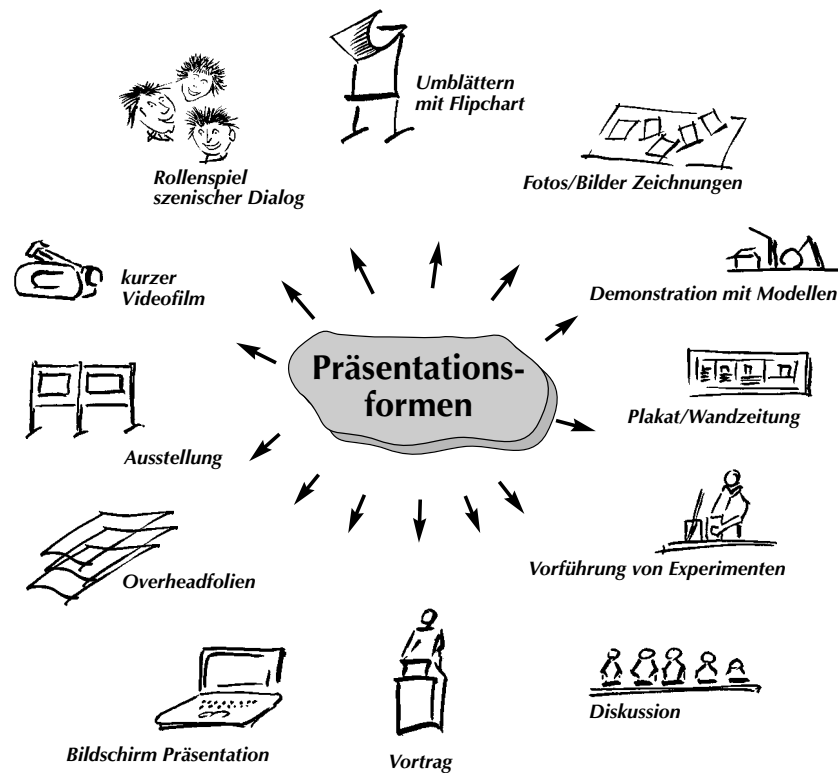 Umblättern
mit Flipchart
Rollenspiel
szenischer Dialog
Fotos/Bilder Zeichnungen
kurzer
Videofilm
Demonstration mit Modellen
Präsentations-
formen
Plakat/Wandzeitung
Ausstellung
Overheadfolien
Vorführung von Experimenten
Diskussion
Bildschirm Präsentation
Vortrag